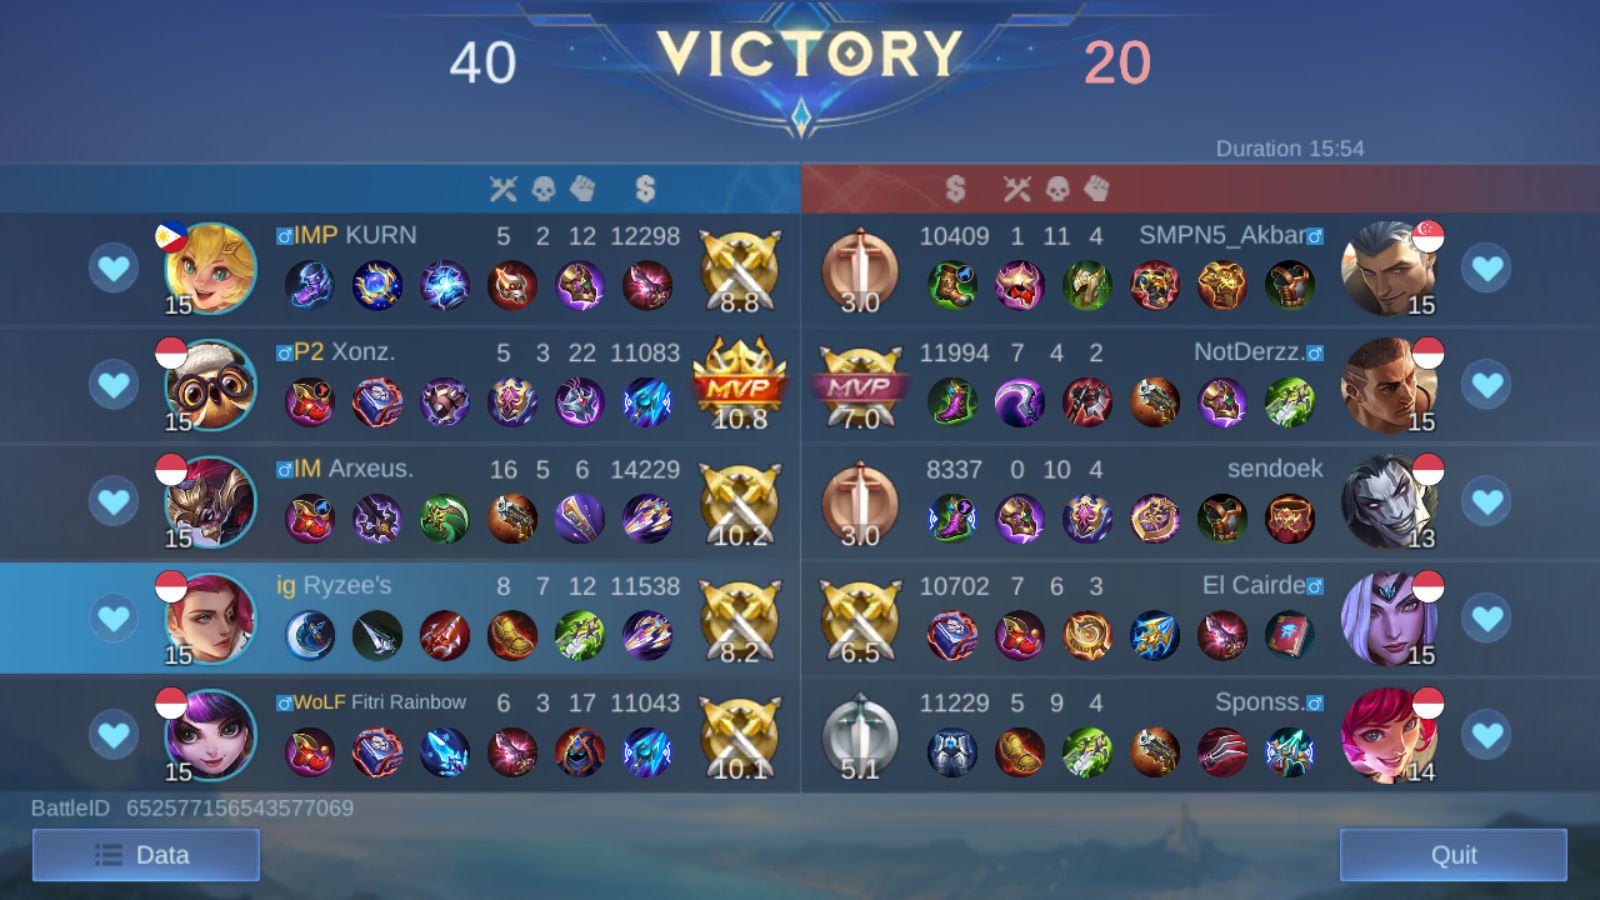 40 VICTORY 20
Duration 15:54
IMP KURN 5 2 12 12298
15 8.8
3.0 10409 1 11 4 SMPN5_Akbar
15
P2 Xonz. 5 3 22 11083
15 MVP 10.8
MVP 7.0 11994 7 4 2 NotDerzz.
15
IM Arxeus. 16 5 6 14229
15 10.2
3.0 8337 0 10 4 sendoek
13
ig Ryzee's 8 7 12 11538
15 8.2
6.5 10702 7 6 3 El Cairde
15
WoLF Fitri Rainbow 6 3 17 11043
15 10.1
5.1 11229 5 9 4 Sponss.
14
BattleID 652577156543577069
Data
Quit